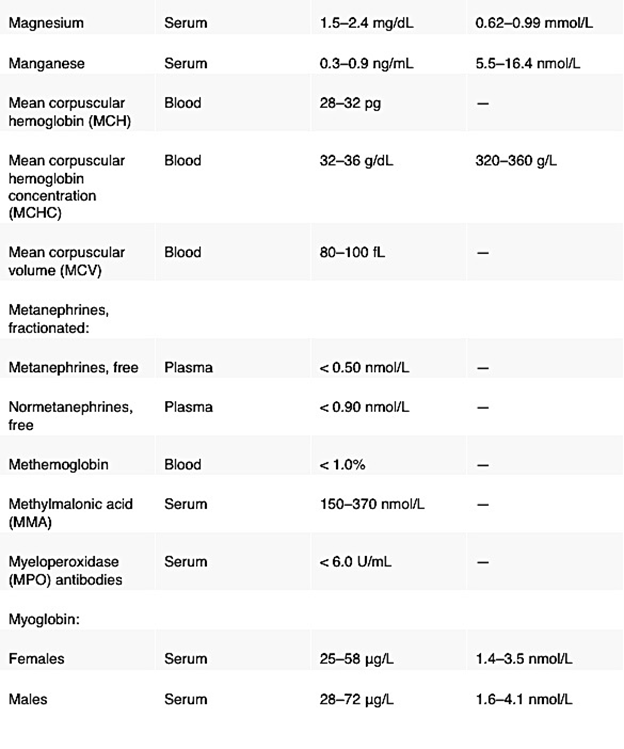 Magnesium Serum 1.5–2.4 mg/dL 0.62–0.99 mmol/L
Manganese Serum 0.3–0.9 ng/mL 5.5–16.4 nmol/L
Mean corpuscular Blood 28–32 pg —
hemoglobin (MCH)
Mean corpuscular Blood 32–36 g/dL 320–360 g/L
hemoglobin
concentration
(MCHC)
Mean corpuscular Blood 80–100 fL —
volume (MCV)
Metanephrines,
fractionated:
Metanephrines, free Plasma < 0.50 nmol/L —
Normetanephrines, Plasma < 0.90 nmol/L —
free
Methemoglobin Blood < 1.0% —
Methylmalonic acid Serum 150–370 nmol/L —
(MMA)
Myeloperoxidase Serum < 6.0 U/mL —
(MPO) antibodies
Myoglobin:
Females Serum 25–58 μg/L 1.4–3.5 nmol/L
Males Serum 28–72 μg/L 1.6–4.1 nmol/L